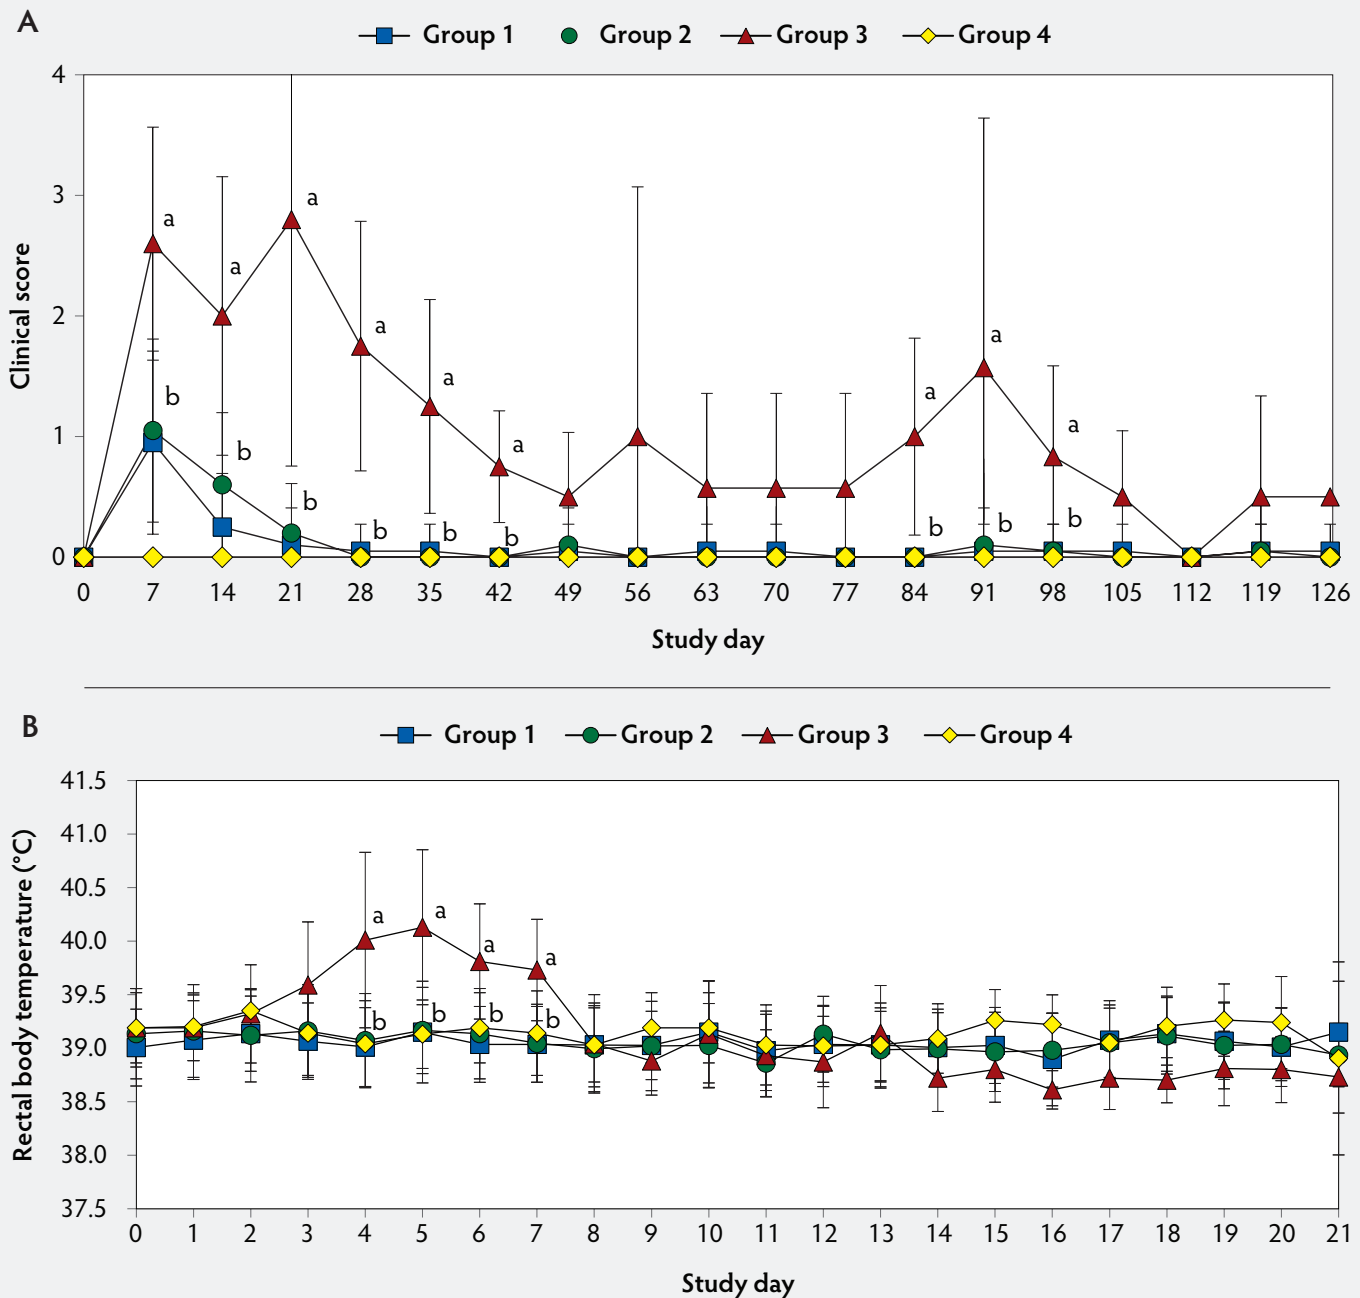 A
Group 1 Group 2 Group 3 Group 4
4
3
2
1
0
Clinical score
a
a
a
a
a
a
a
a
a
b
b
b
b
b
b
b
b
b
0 7 14 21 28 35 42 49 56 63 70 77 84 91 98 105 112 119 126
Study day
B
Group 1 Group 2 Group 3 Group 4
41.5
41.0
40.5
40.0
39.5
39.0
38.5
38.0
37.5
Rectal body temperature (°C)
a
a
a
a
b
b
b
b
0 1 2 3 4 5 6 7 8 9 10 11 12 13 14 15 16 17 18 19 20 21
Study day